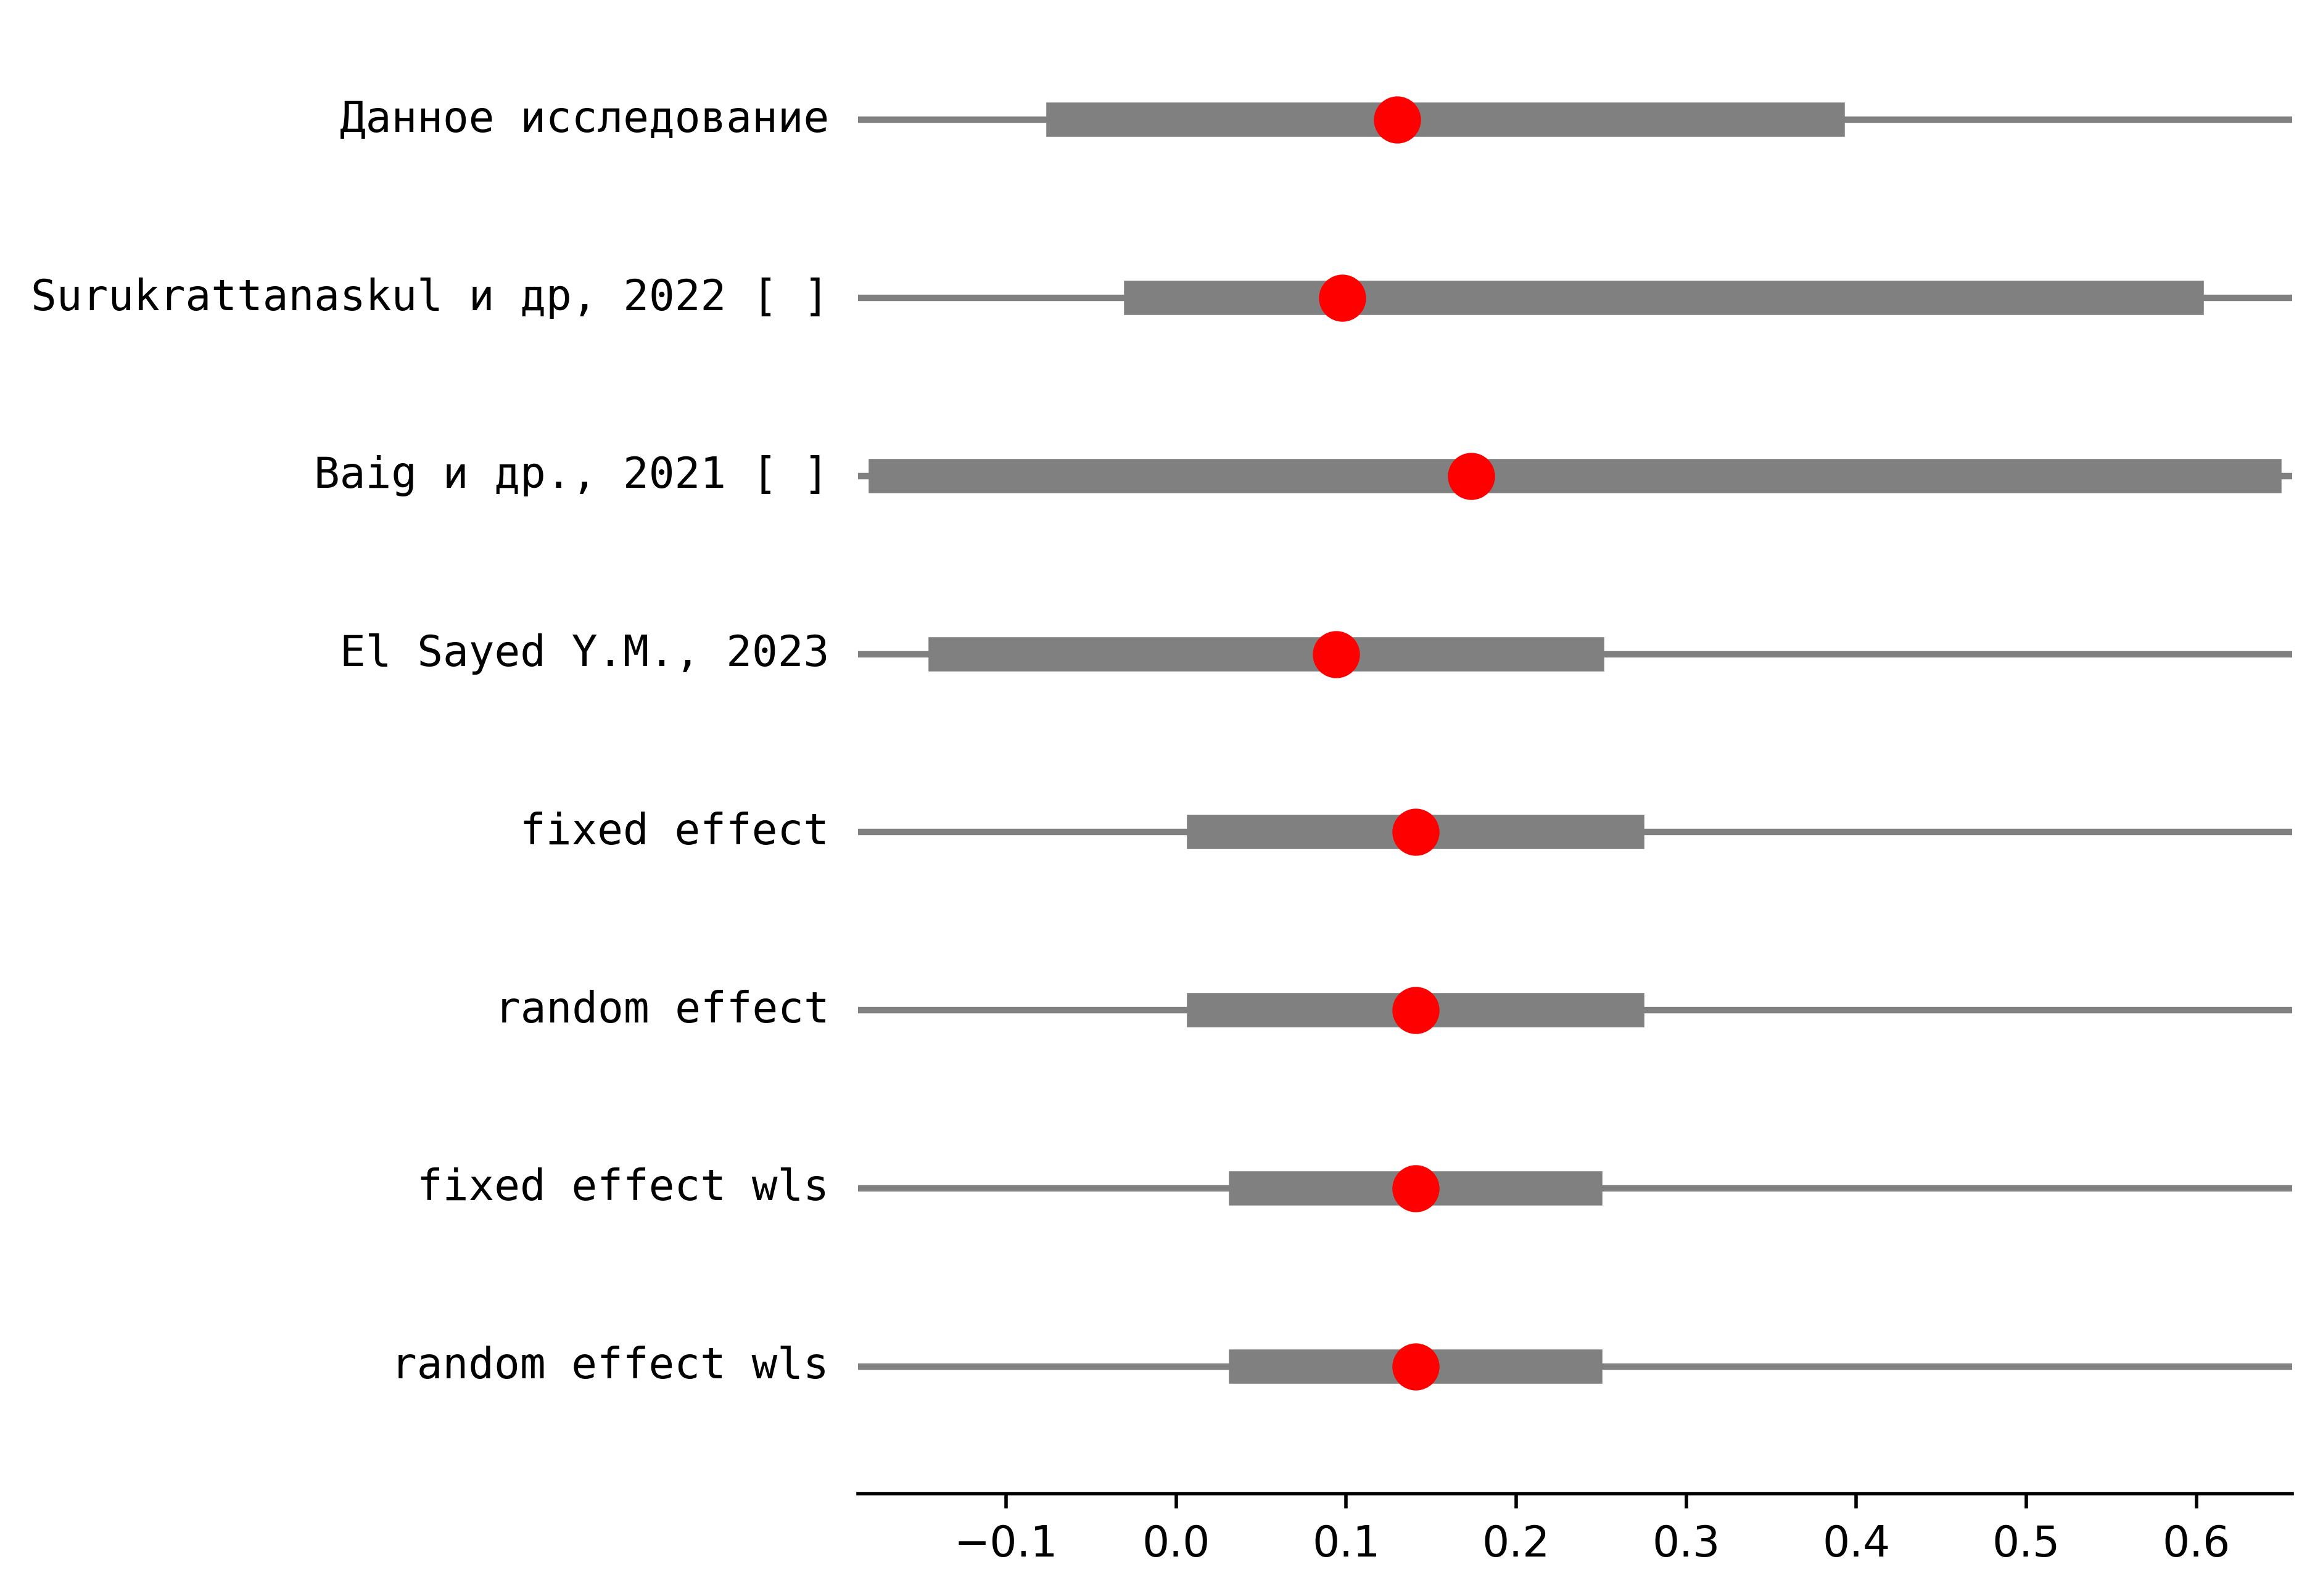 Данное исследование
Surukrattanaskul и др, 2022 [ ]
Baig и др., 2021 [ ]
El Sayed Y.M., 2023
fixed effect
random effect
fixed effect wls
random effect wls
−0.1 0.0 0.1 0.2 0.3 0.4 0.5 0.6